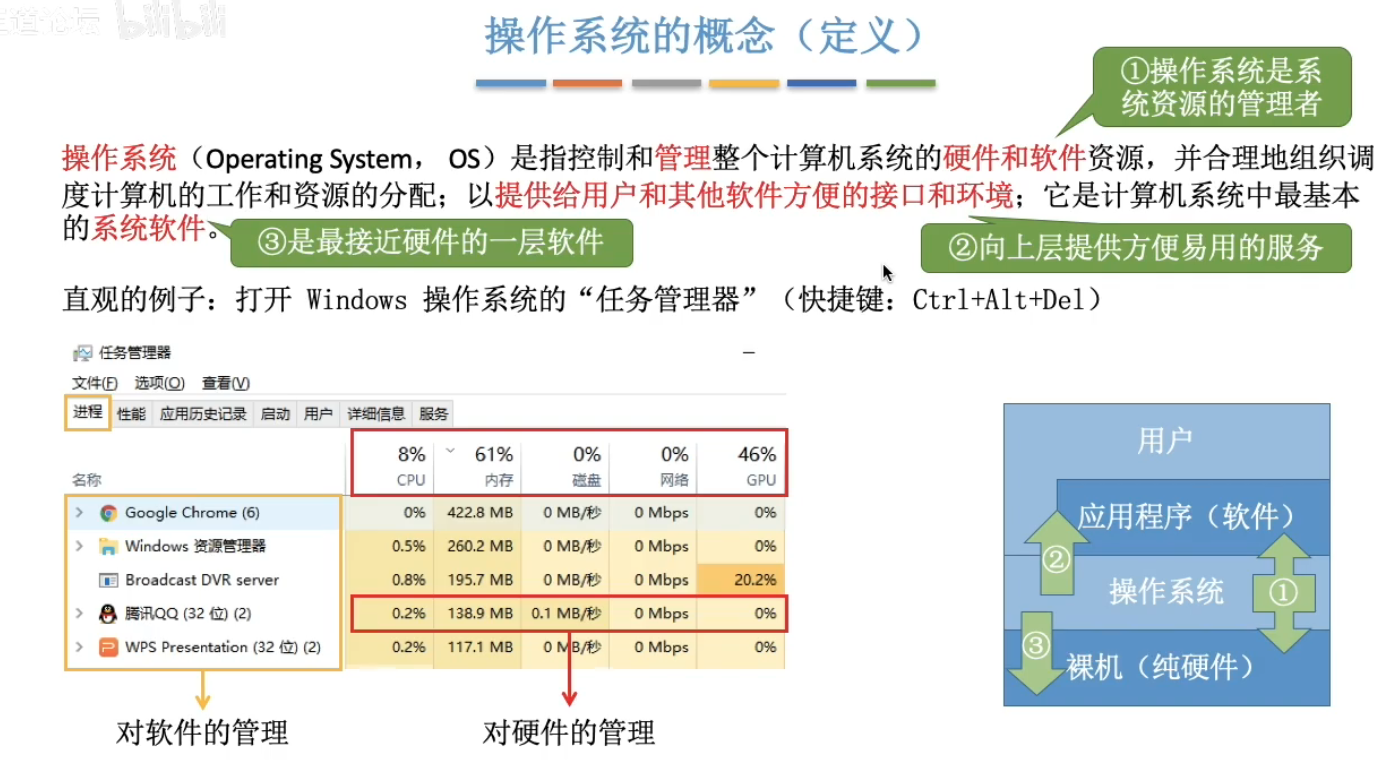 操作系统的概念（定义）
①操作系统是系
统资源的管理者
操作系统（Operating System， OS）是指控制和管理整个计算机系统的硬件和软件资源，并合理地组织调
度计算机的工作和资源的分配；以提供给用户和其他软件方便的接口和环境；它是计算机系统中最基本
的系统软件。
③是最接近硬件的一层软件
②向上层提供方便易用的服务
直观的例子：打开 Windows 操作系统的“任务管理器”（快捷键：Ctrl+Alt+Del）
任务管理器
文件(F) 选项(O) 查看(V)
进程 性能 应用历史记录 启动 用户 详细信息 服务
8% 61% 0% 0% 46%
名称 CPU 内存 磁盘 网络 GPU
Google Chrome (6) 0% 422.8 MB 0 MB/秒 0 Mbps 0%
Windows 资源管理器 0.5% 260.2 MB 0 MB/秒 0 Mbps 0%
Broadcast DVR server 0.8% 195.7 MB 0 MB/秒 0 Mbps 20.2%
腾讯QQ (32 位) (2) 0.2% 138.9 MB 0.1 MB/秒 0 Mbps 0%
WPS Presentation (32 位) (2) 0.2% 117.1 MB 0 MB/秒 0 Mbps 0%
对软件的管理
对硬件的管理
用户
应用程序（软件）
②
操作系统
①
③
裸机（纯硬件）
bilibili